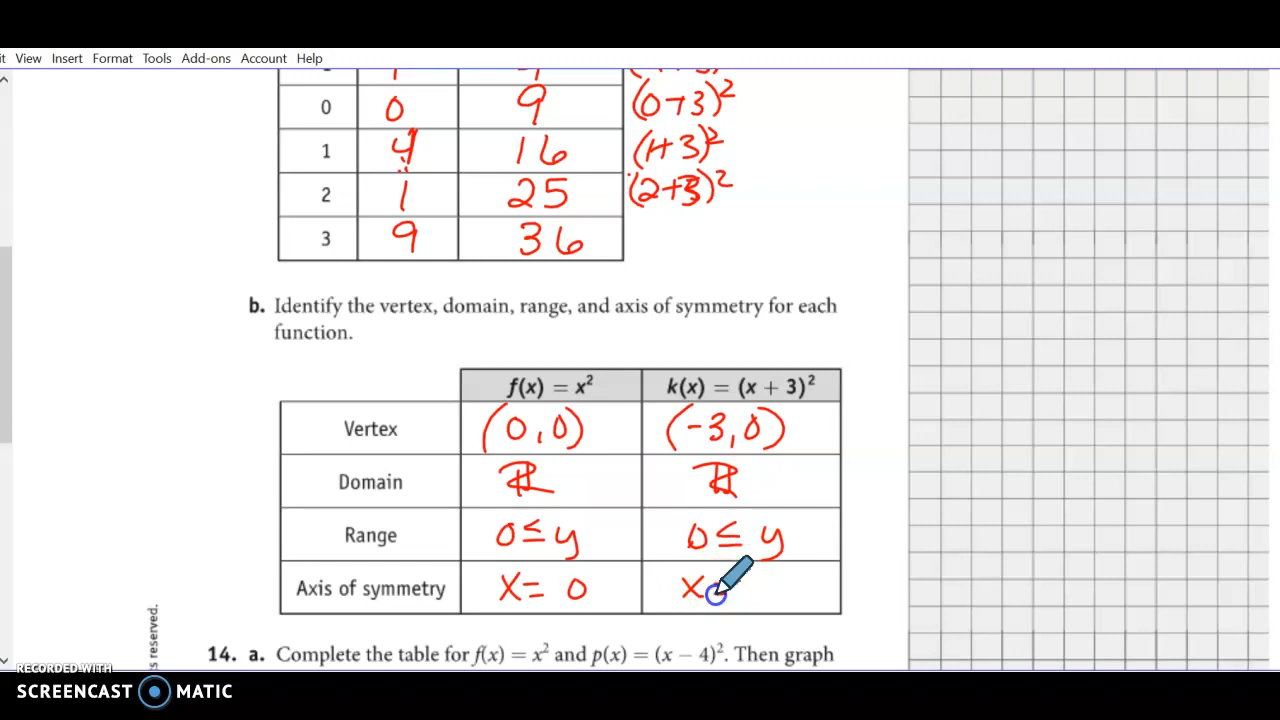 it View Insert Format Tools Add-ons Account Help
0 0 9 (0+3)²
1 4 16 (1+3)²
2 1 25 (2+3)²
3 9 36
b. Identify the vertex, domain, range, and axis of symmetry for each
function.
f(x) = x² k(x) = (x + 3)²
Vertex (0,0) (-3,0)
Domain ℝ ℝ
Range 0≤y 0≤y
Axis of symmetry x= 0 x=
14. a. Complete the table for f(x) = x² and p(x) = (x − 4)². Then graph
s reserved.
RECORDED WITH
SCREENCAST MATIC